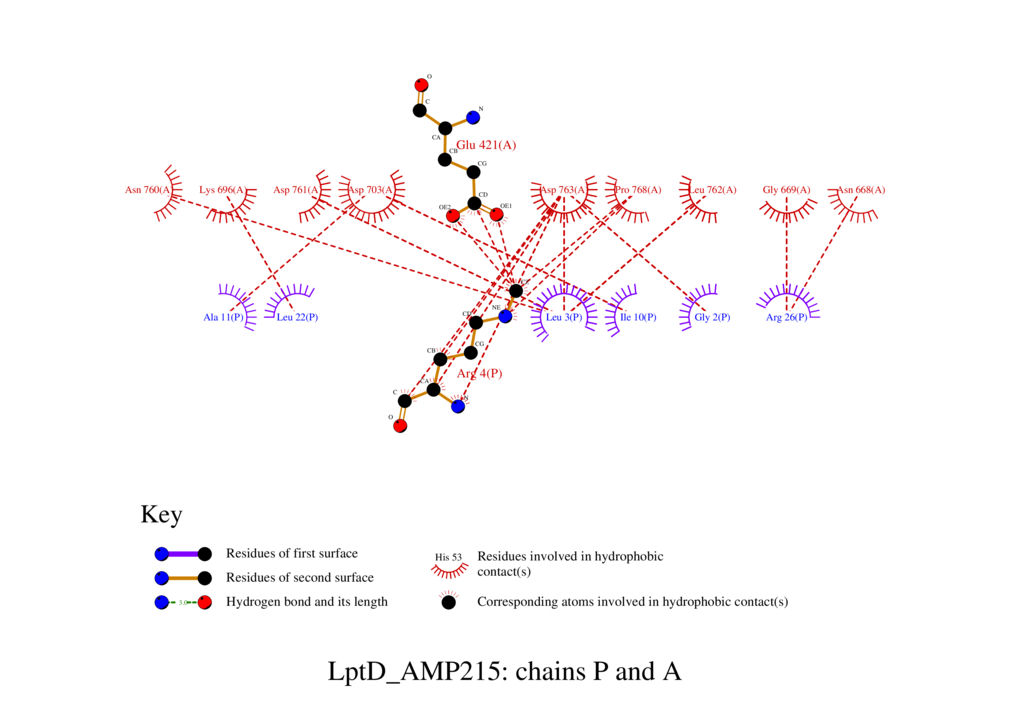 O
C
N
CA
Glu 421(A)
CB
CG
CD
OE2
OE1
Asn 760(A)
Lys 696(A)
Asp 761(A)
Asp 703(A)
Asp 763(A)
Pro 768(A)
Leu 762(A)
Gly 669(A)
Asn 668(A)
NE
Ala 11(P)
Leu 22(P)
Leu 3(P)
Ile 10(P)
Gly 2(P)
Arg 26(P)
CD
CB
CG
Arg 4(P)
CA
C
N
O
Key
Residues of first surface
Residues of second surface
3.0
Hydrogen bond and its length
His 53
Residues involved in hydrophobic
contact(s)
Corresponding atoms involved in hydrophobic contact(s)
LptD_AMP215: chains P and A